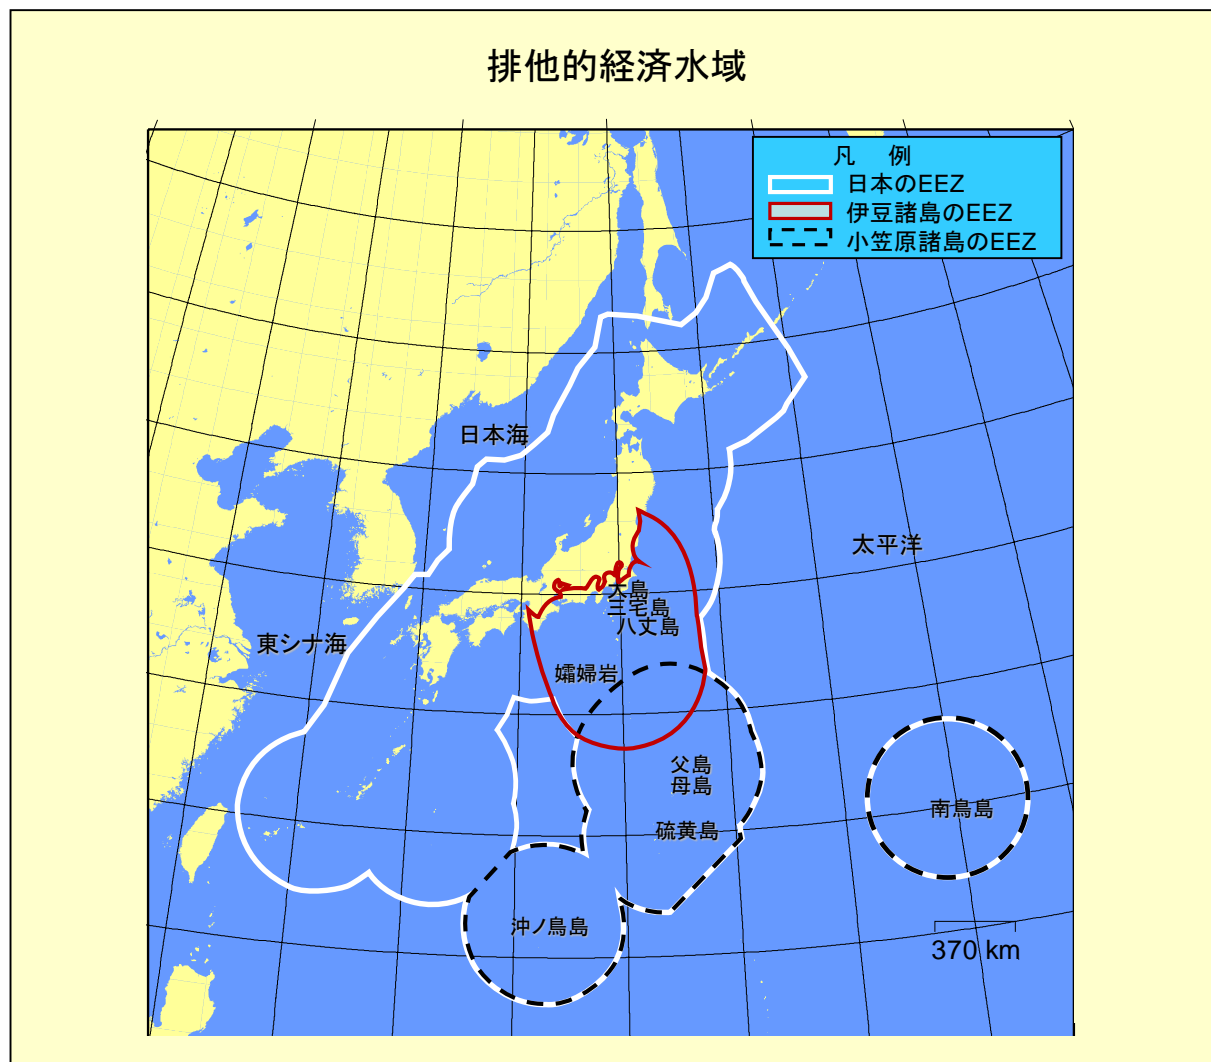 排他的経済水域
凡 例
日本のEEZ
伊豆諸島のEEZ
小笠原諸島のEEZ
日本海
太平洋
大島
三宅島
八丈島
東シナ海
孀婦岩
父島
母島
南鳥島
硫黄島
沖ノ鳥島
370 km